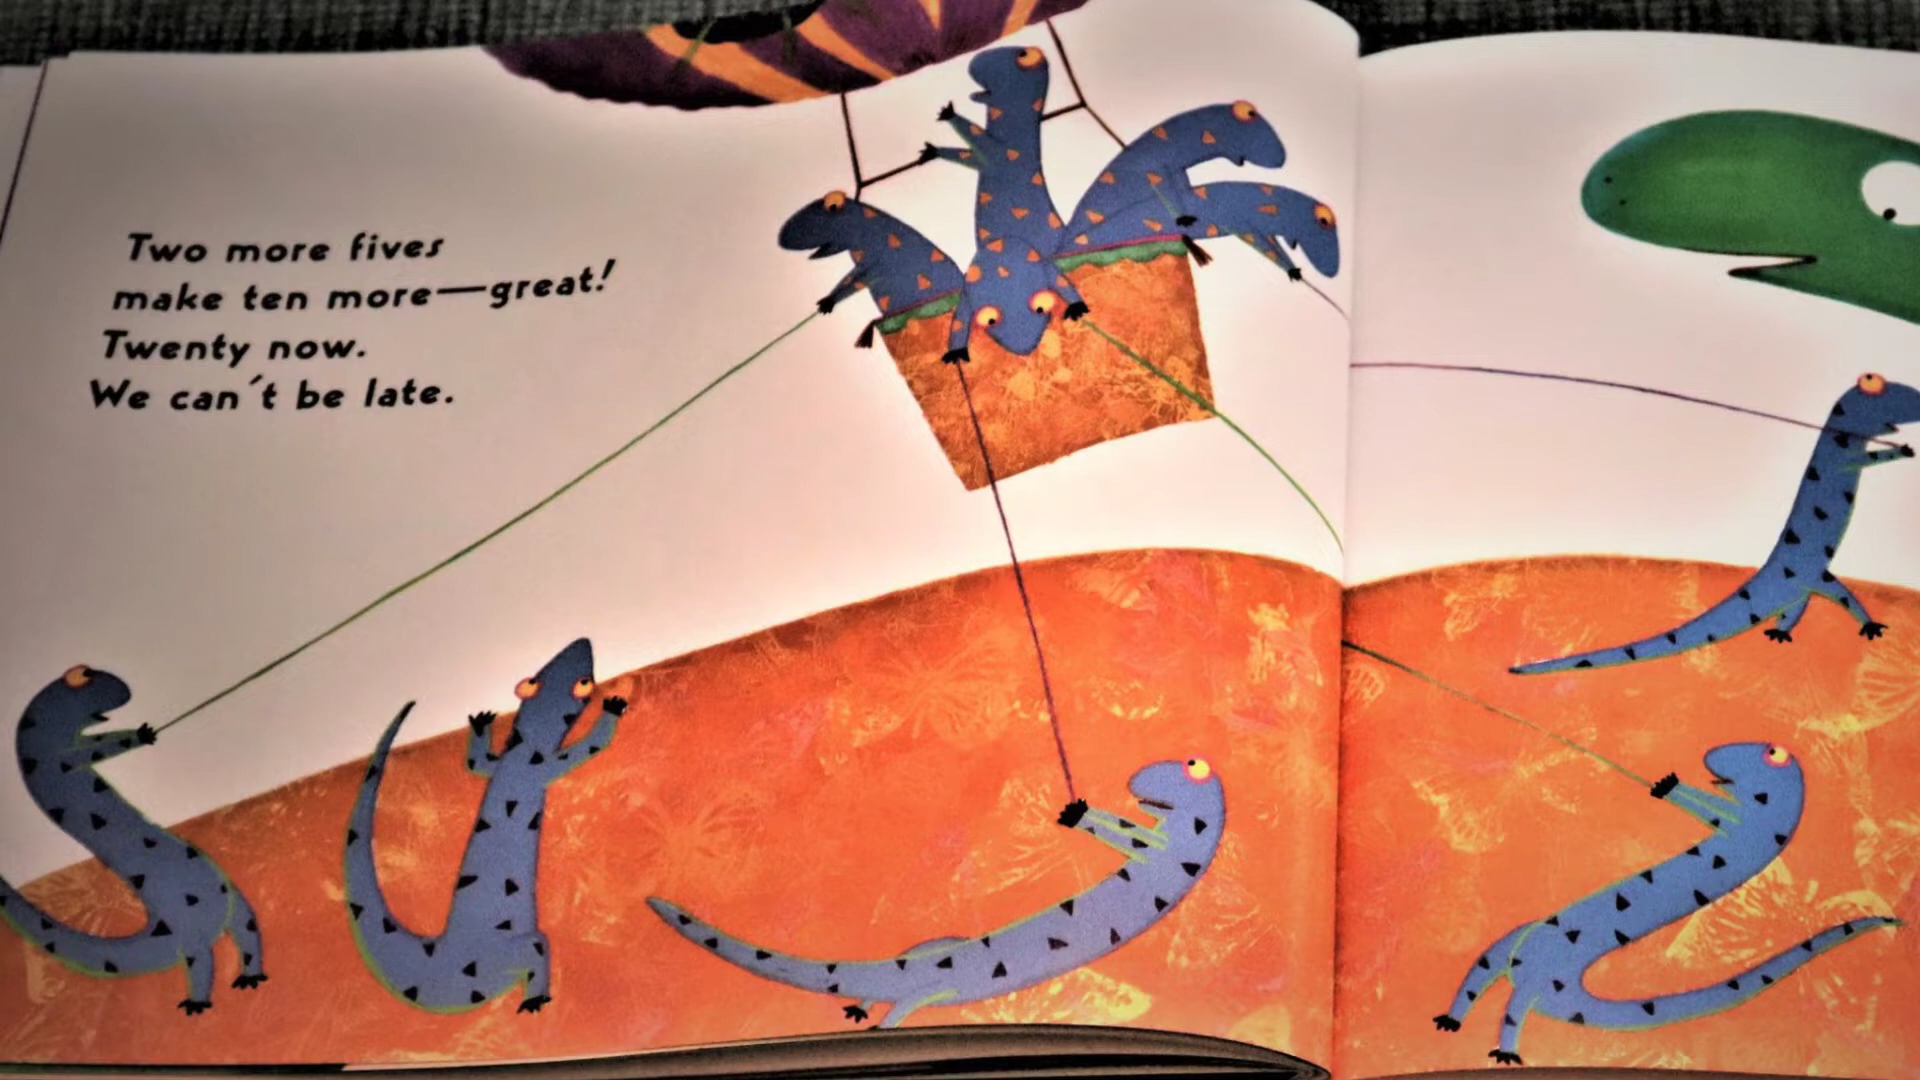 Two more fives
make ten more—great!
Twenty now.
We can't be late.